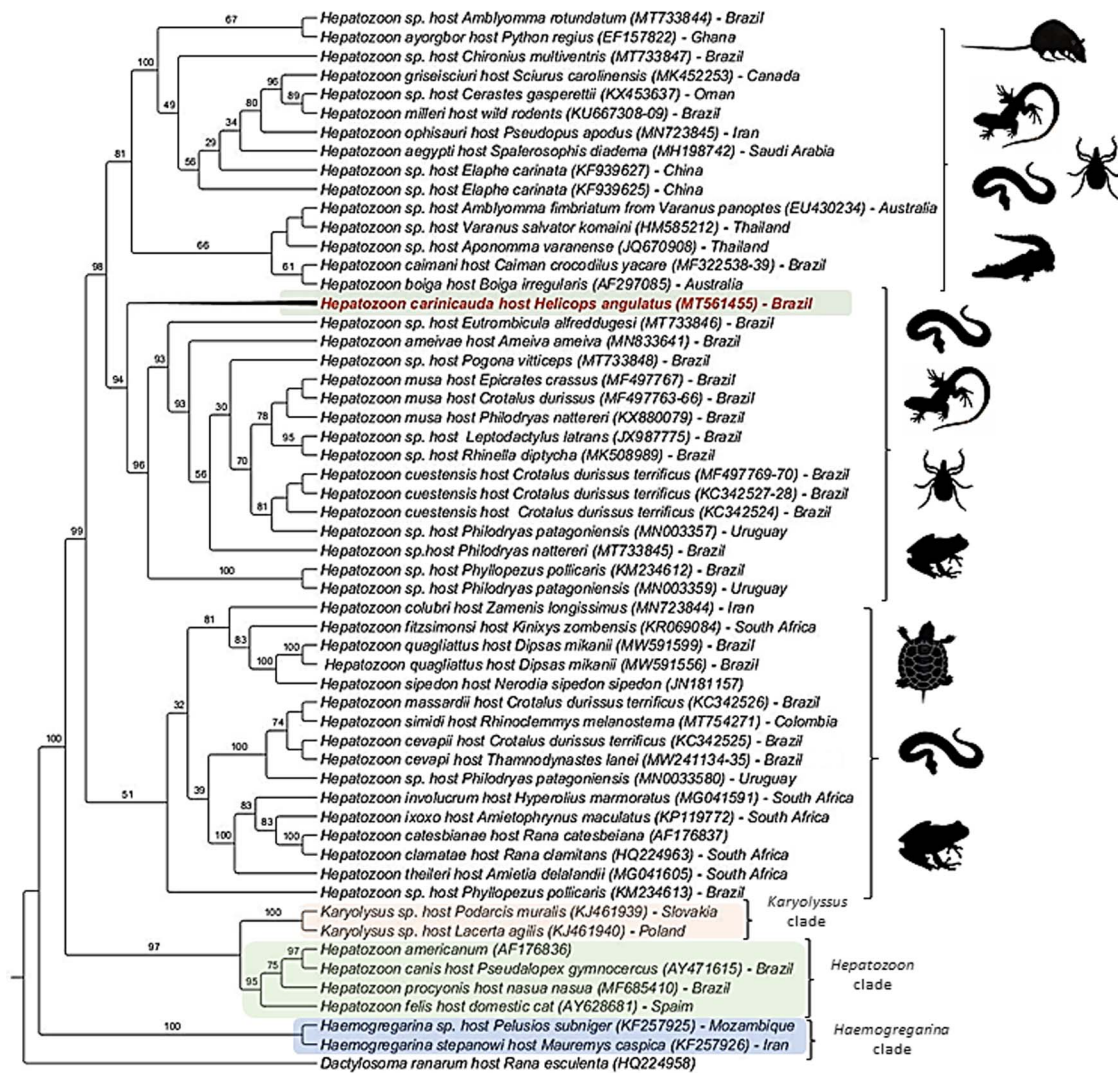 Hepatozoon sp. host Amblyomma rotundatum (MT733844) - Brazil
Hepatozoon ayorgbor host Python regius (EF157822) - Ghana
Hepatozoon sp. host Chironius multiventris (MT733847) - Brazil
Hepatozoon griseisciuri host Sciurus carolinensis (MK452253) - Canada
Hepatozoon sp. host Cerastes gasperettii (KX453637) - Oman
Hepatozoon milleri host wild rodents (KU667308-09) - Brazil
Hepatozoon ophisauri host Pseudopus apodus (MN723845) - Iran
Hepatozoon aegypti host Spalerosophis diadema (MH198742) - Saudi Arabia
Hepatozoon sp. host Elaphe carinata (KF939627) - China
Hepatozoon sp. host Elaphe carinata (KF939625) - China
Hepatozoon sp. host Amblyomma fimbriatum from Varanus panoptes (EU430234) - Australia
Hepatozoon sp. host Varanus salvator komaini (HM585212) - Thailand
Hepatozoon sp. host Aponomma varanense (JQ670908) - Thailand
Hepatozoon caimani host Caiman crocodilus yacare (MF322538-39) - Brazil
Hepatozoon boiga host Boiga irregularis (AF297085) - Australia
Hepatozoon carinicauda host Helicops angulatus (MT561455) - Brazil
Hepatozoon sp. host Eutrombicula alfreddugesi (MT733846) - Brazil
Hepatozoon ameivae host Ameiva ameiva (MN833641) - Brazil
Hepatozoon sp. host Pogona vitticeps (MT733848) - Brazil
Hepatozoon musa host Epicrates crassus (MF497767) - Brazil
Hepatozoon musa host Crotalus durissus (MF497763-66) - Brazil
Hepatozoon musa host Philodryas nattereri (KX880079) - Brazil
Hepatozoon sp. host Leptodactylus latrans (JX987775) - Brazil
Hepatozoon sp. host Rhinella diptycha (MK508989) - Brazil
Hepatozoon cuestensis host Crotalus durissus terrificus (MF497769-70) - Brazil
Hepatozoon cuestensis host Crotalus durissus terrificus (KC342527-28) - Brazil
Hepatozoon cuestensis host Crotalus durissus terrificus (KC342524) - Brazil
Hepatozoon sp. host Philodryas patagoniensis (MN003357) - Uruguay
Hepatozoon sp.host Philodryas nattereri (MT733845) - Brazil
Hepatozoon sp. host Phyllopezus pollicaris (KM234612) - Brazil
Hepatozoon sp. host Philodryas patagoniensis (MN003359) - Uruguay
Hepatozoon colubri host Zamenis longissimus (MN723844) - Iran
Hepatozoon fitzsimonsi host Kinixys zombensis (KR069084) - South Africa
Hepatozoon quagliattus host Dipsas mikanii (MW591599) - Brazil
Hepatozoon quagliattus host Dipsas mikanii (MW591556) - Brazil
Hepatozoon sipedon host Nerodia sipedon sipedon (JN181157)
Hepatozoon massardii host Crotalus durissus terrificus (KC342526) - Brazil
Hepatozoon simidi host Rhinoclemmys melanosterna (MT754271) - Colombia
Hepatozoon cevapii host Crotalus durissus terrificus (KC342525) - Brazil
Hepatozoon cevapi host Thamnodynastes lanei (MW241134-35) - Brazil
Hepatozoon sp. host Philodryas patagoniensis (MN0033580) - Uruguay
Hepatozoon involucrum host Hyperolius marmoratus (MG041591) - South Africa
Hepatozoon ixoxo host Amietophrynus maculatus (KP119772) - South Africa
Hepatozoon catesbianae host Rana catesbeiana (AF176837)
Hepatozoon clamatae host Rana clamitans (HQ224963) - South Africa
Hepatozoon theileri host Amietia delalandii (MG041605) - South Africa
Hepatozoon sp. host Phyllopezus pollicaris (KM234613) - Brazil
Karyolysus sp. host Podarcis muralis (KJ461939) - Slovakia
Karyolysus sp. host Lacerta agilis (KJ461940) - Poland
Hepatozoon americanum (AF176836)
Hepatozoon canis host Pseudalopex gymnocercus (AY471615) - Brazil
Hepatozoon procyonis host nasua nasua (MF685410) - Brazil
Hepatozoon felis host domestic cat (AY628681) - Spaim
Haemogregarina sp. host Pelusios subniger (KF257925) - Mozambique
Haemogregarina stepanowi host Mauremys caspica (KF257926) - Iran
Dactylosoma ranarum host Rana esculenta (HQ224958)
Karyolyssus
clade
Hepatozoon
clade
Haemogregarina
clade
67
100
49
96
89
80
34
29
56
81
66
61
98
94
93
93
30
78
95
70
56
81
96
100
99
81
83
100
100
32
74
100
39
83
83
100
100
51
100
100
97
97
75
95
100